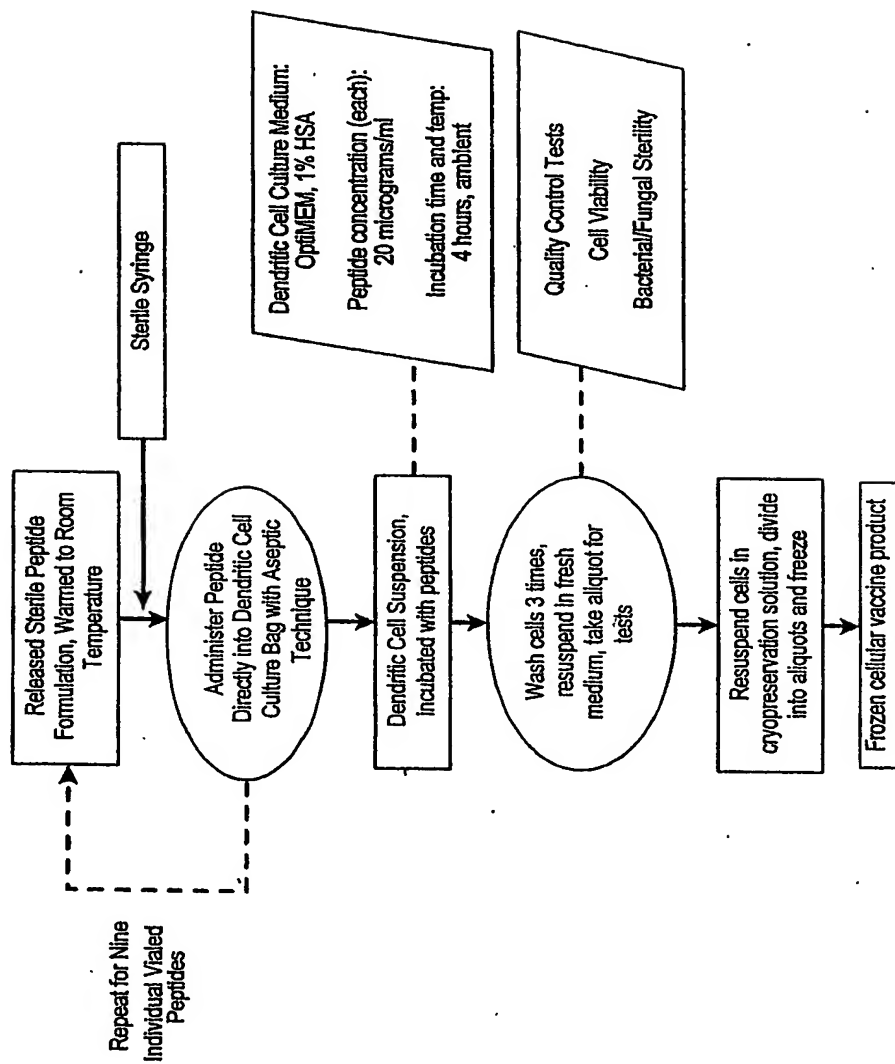 Repeat for Nine
Individual Vialed
Peptides
Released Sterile Peptide
Formulation, Warmed to Room
Temperature
Sterile Syringe
Administer Peptide
Directly into Dendritic Cell
Culture Bag with Aseptic
Technique
Dendritic Cell Suspension,
incubated with peptides
Dendritic Cell Culture Medium:
OptiMEM, 1% HSA
Peptide concentration (each):
20 micrograms/ml
Incubation time and temp:
4 hours, ambient
Wash cells 3 times,
resuspend in fresh
medium, take aliquot for
tests
Quality Control Tests
Cell Viability
Bacterial/Fungal Sterility
Resuspend cells in
cryopreservation solution, divide
into aliquots and freeze
Frozen cellular vaccine product